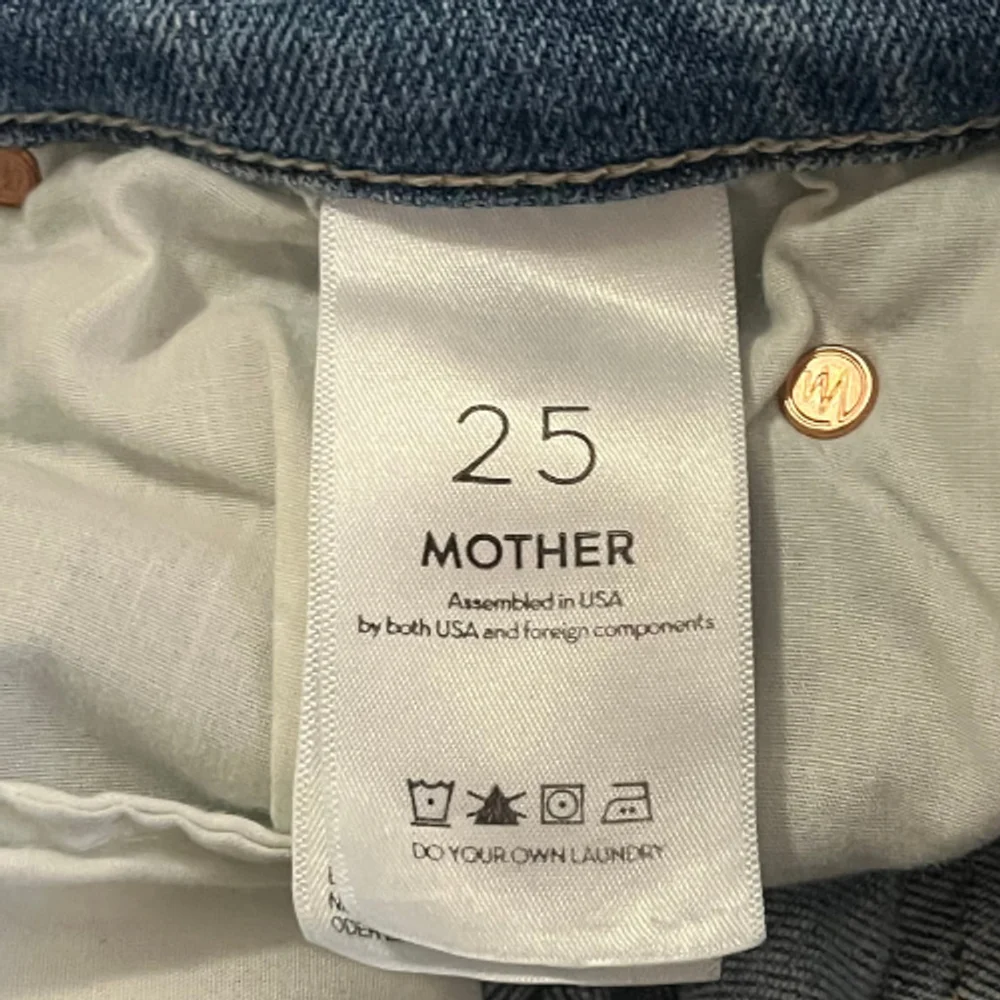 25
MOTHER
Assembled in USA
by both USA and foreign components
DO YOUR OWN LAUNDRY